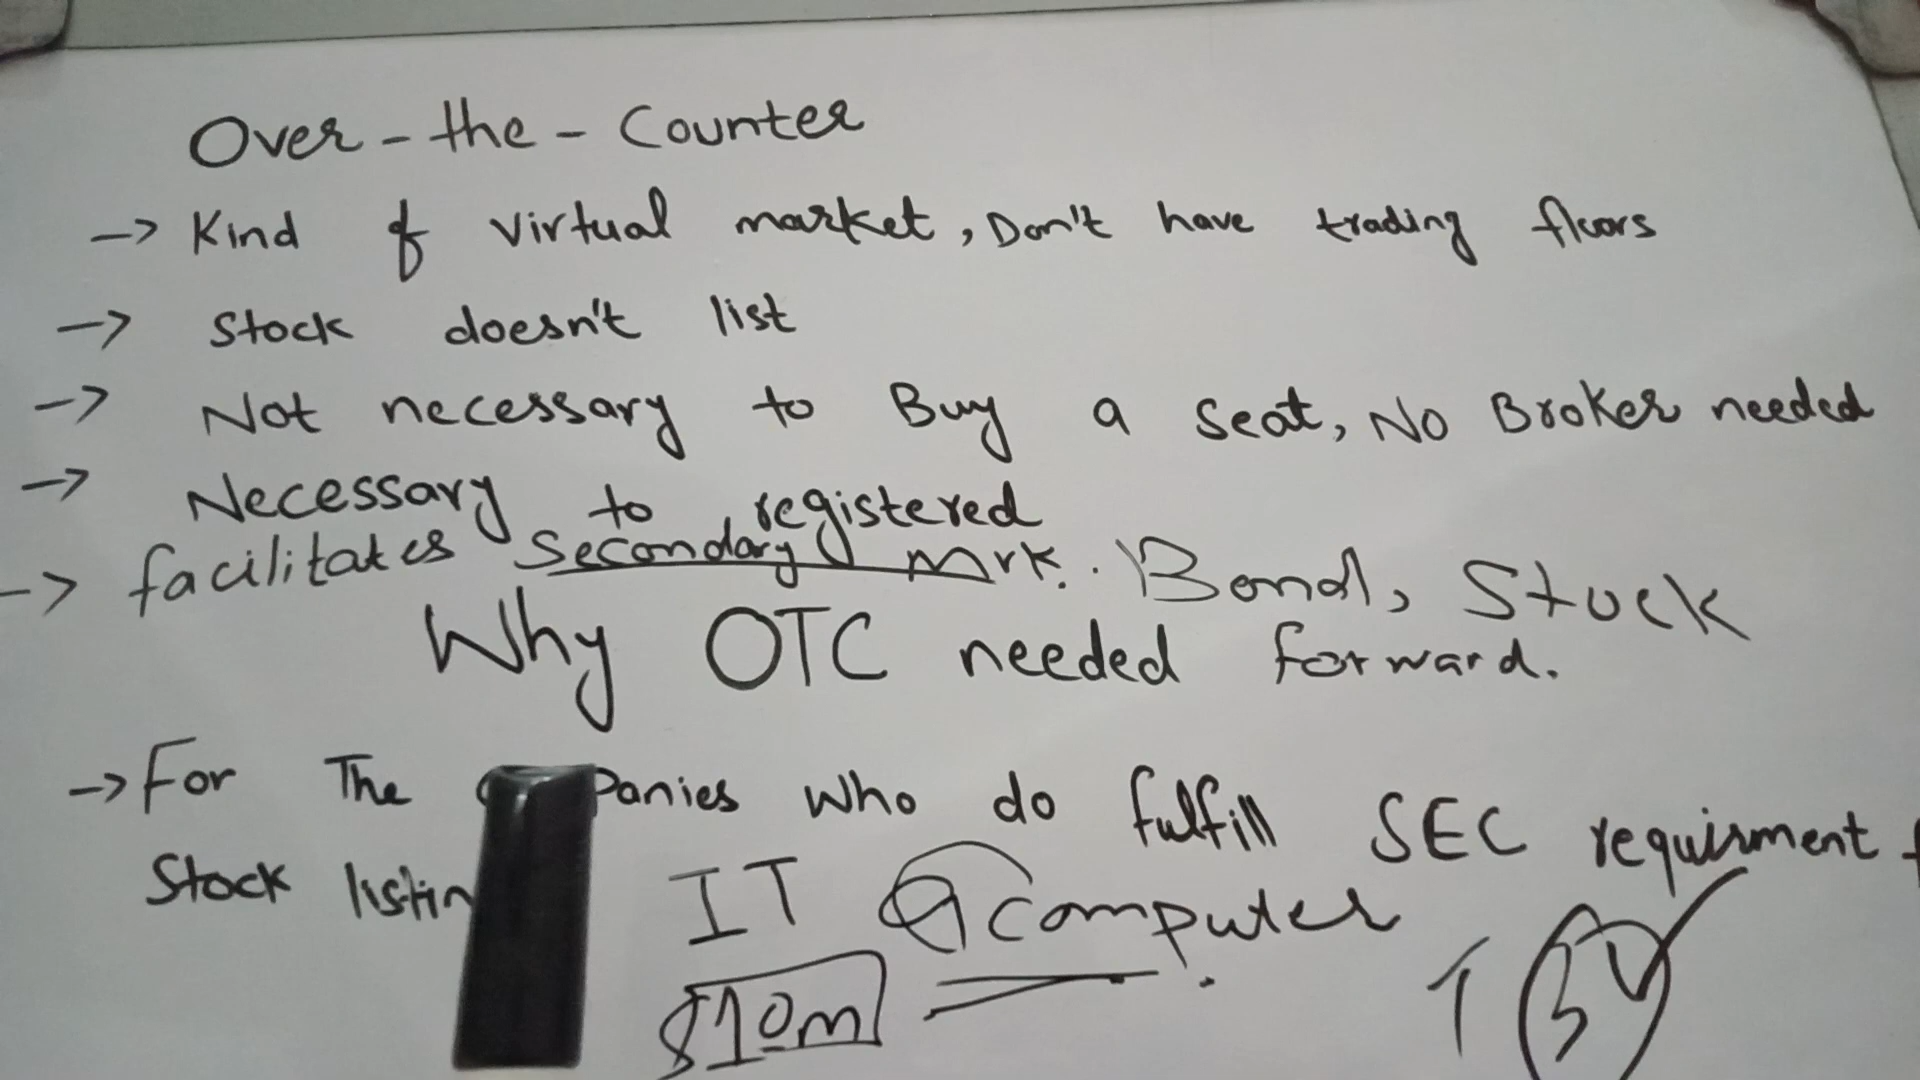 Over-the-Counter
-> Kind of virtual market, Don't have trading floors
-> Stock doesn't list
-> Not necessary to Buy a seat, No Broker needed
-> Necessary to registered
-> facilitates secondary mrk. Bond, Stock
Why OTC needed forward.
-> For The panies who do fulfill SEC requirment
Stock listin
IT computer
$10m